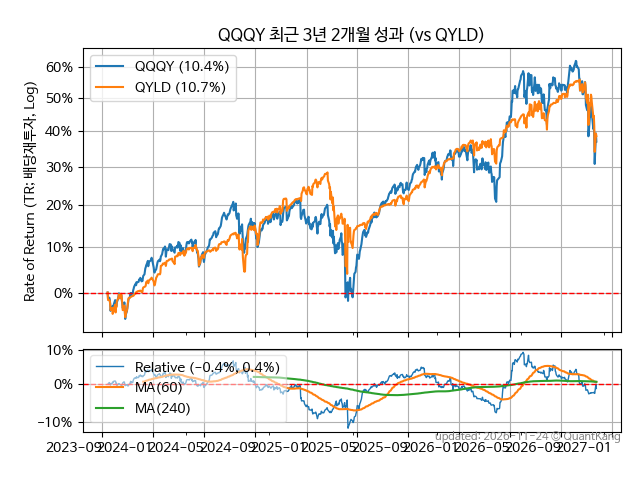 QQQY 최근 3년 2개월 성과 (vs QYLD)
QQQY (10.4%)
QYLD (10.7%)
Rate of Return (TR: 배당재투자, Log)
60%
50%
40%
30%
20%
10%
0%
Relative (−0.4%, 0.4%)
MA(60)
MA(240)
10%
0%
−10%
2023-09 2024-01 2024-05 2024-09 2025-01 2025-05 2025-09 2026-01 2026-05 2026-09 2027-01
updated: 2026-11-24 © QuantKang